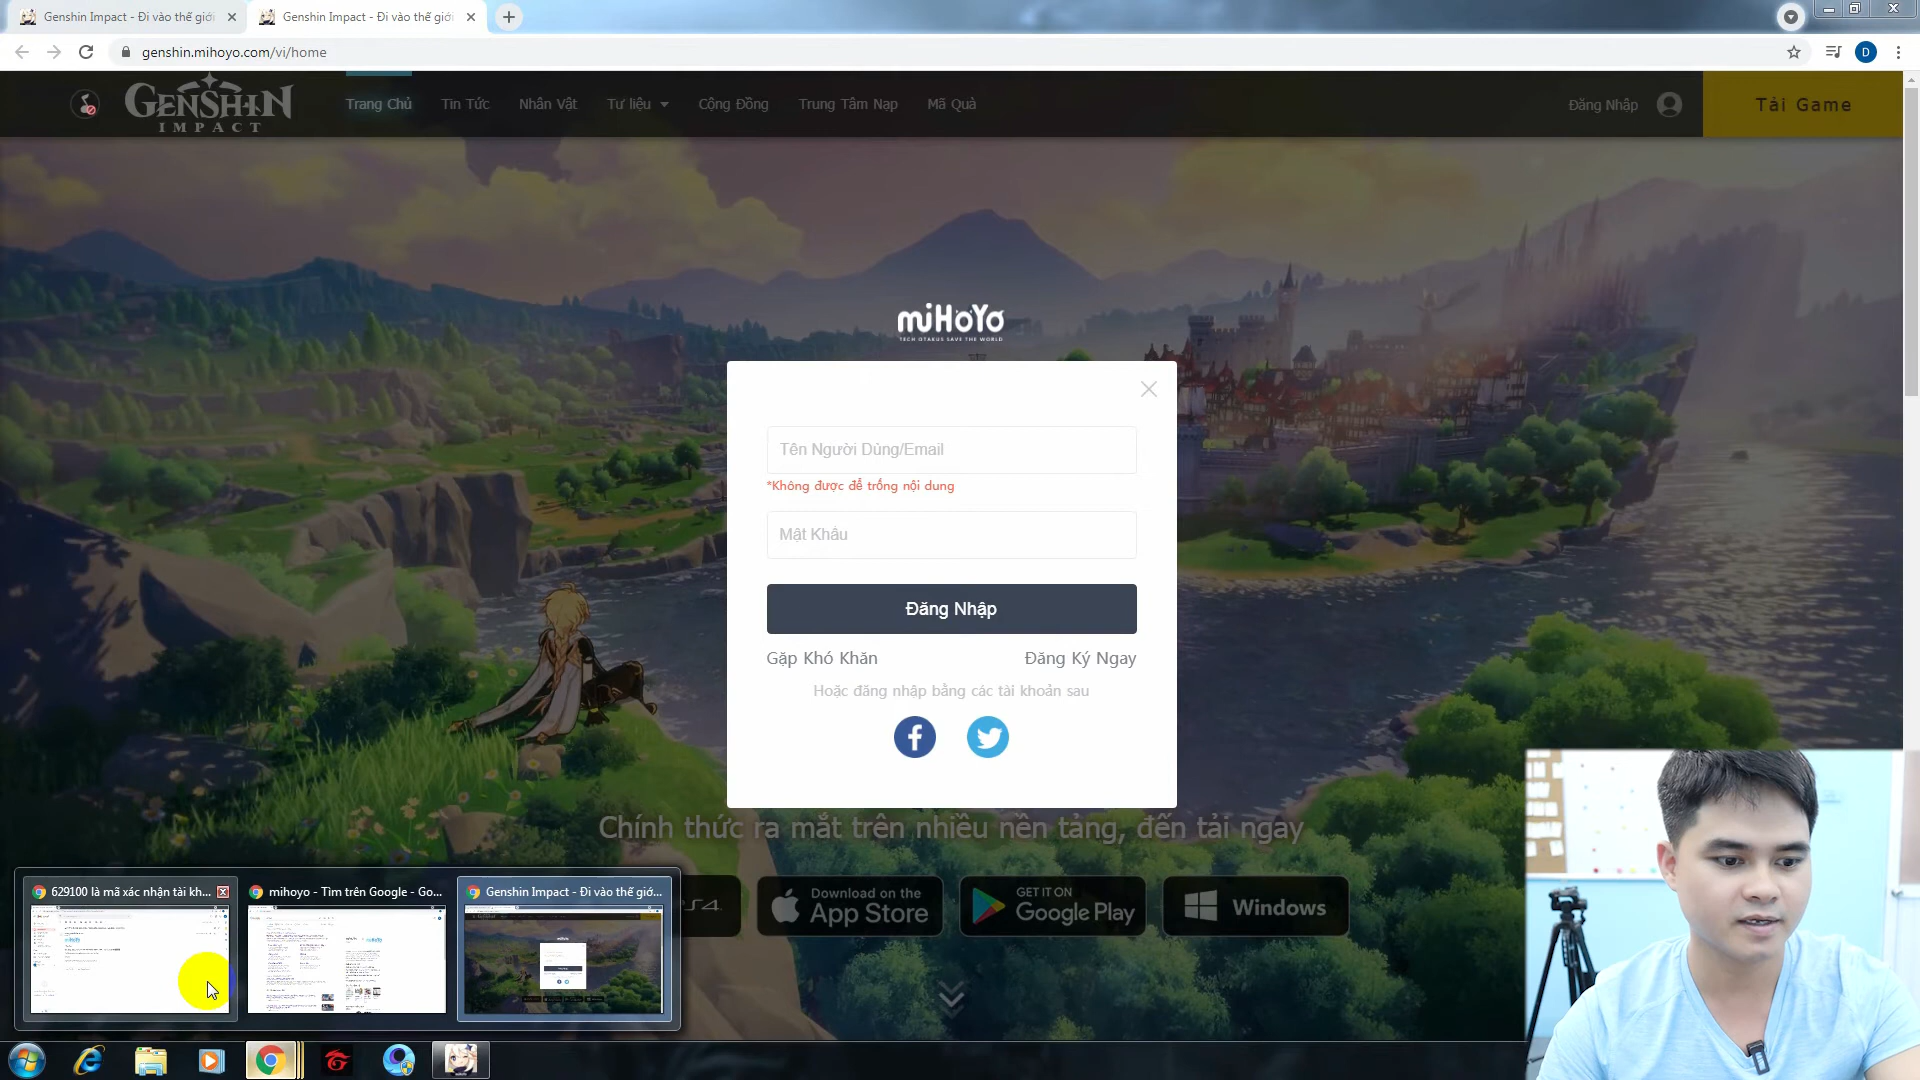 Genshin Impact - Đi vào thế giới
Genshin Impact - Đi vào thế giới
D
genshin.mihoyo.com/vi/home
GENSHIN
IMPACT
Trang Chủ
Tin Tức
Nhân Vật
Tư liệu
Cộng Đồng
Trung Tâm Nạp
Mã Quà
Đăng Nhập
Tải Game
miHoYo
TECH OTAKUS SAVE THE WORLD
Tên Người Dùng/Email
*Không được để trống nội dung
Mật Khẩu
Đăng Nhập
Gặp Khó Khăn
Đăng Ký Ngay
Hoặc đăng nhập bằng các tài khoản sau
Chính thức ra mắt trên nhiều nền tảng, đến tải ngay
629100 là mã xác nhận tài kh...
mihoyo - Tìm trên Google - Go...
Genshin Impact - Đi vào thế giớ...
Download on the
App Store
GET IT ON
Google Play
Windows